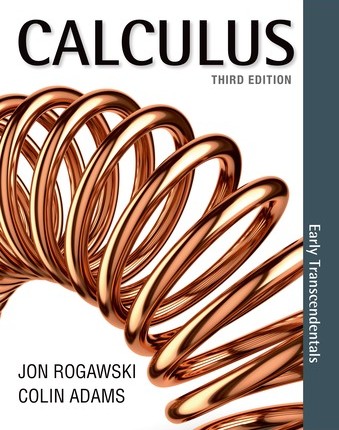 CALCULUS
THIRD EDITION
Early Transcendentals
JON ROGAWSKI
COLIN ADAMS